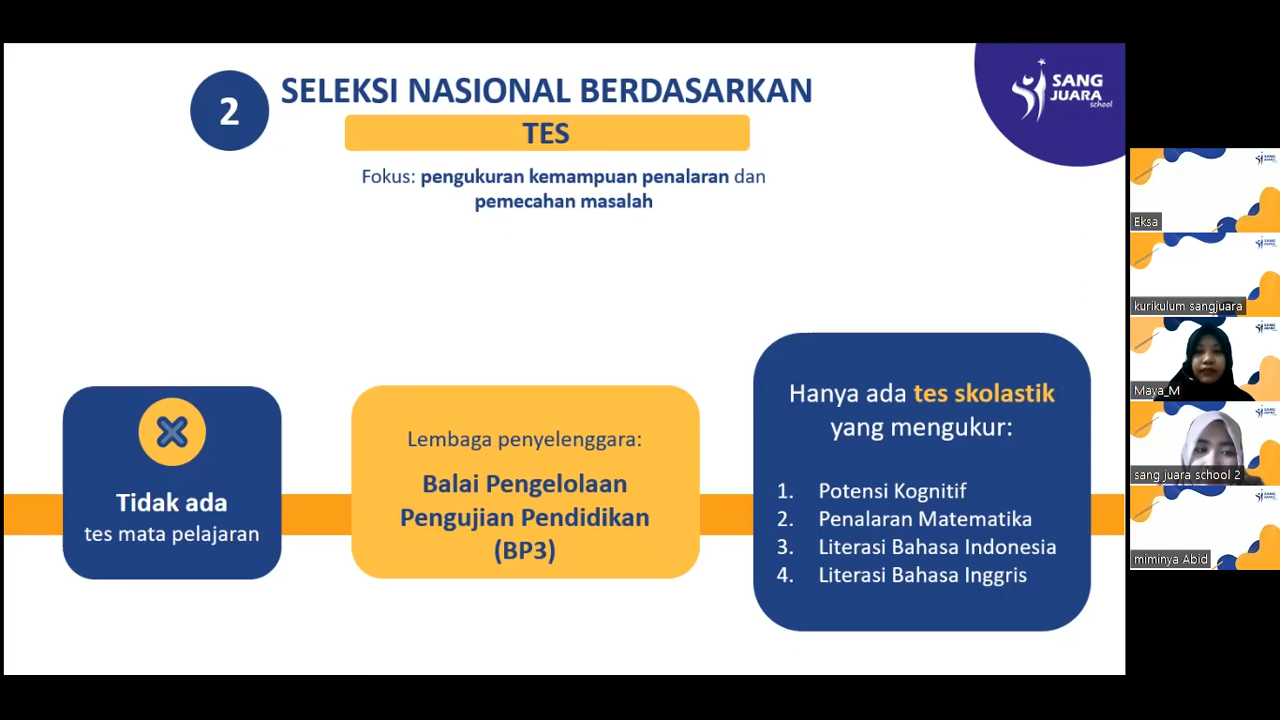 2
SELEKSI NASIONAL BERDASARKAN
TES
Fokus: pengukuran kemampuan penalaran dan
pemecahan masalah
SANG
JUARA
school
Tidak ada
tes mata pelajaran
Lembaga penyelenggara:
Balai Pengelolaan
Pengujian Pendidikan
(BP3)
Hanya ada tes skolastik
yang mengukur:
1. Potensi Kognitif
2. Penalaran Matematika
3. Literasi Bahasa Indonesia
4. Literasi Bahasa Inggris
Eksa
kurikulum sangjuara
Maya_M
sang juara school 2
miminya Abid